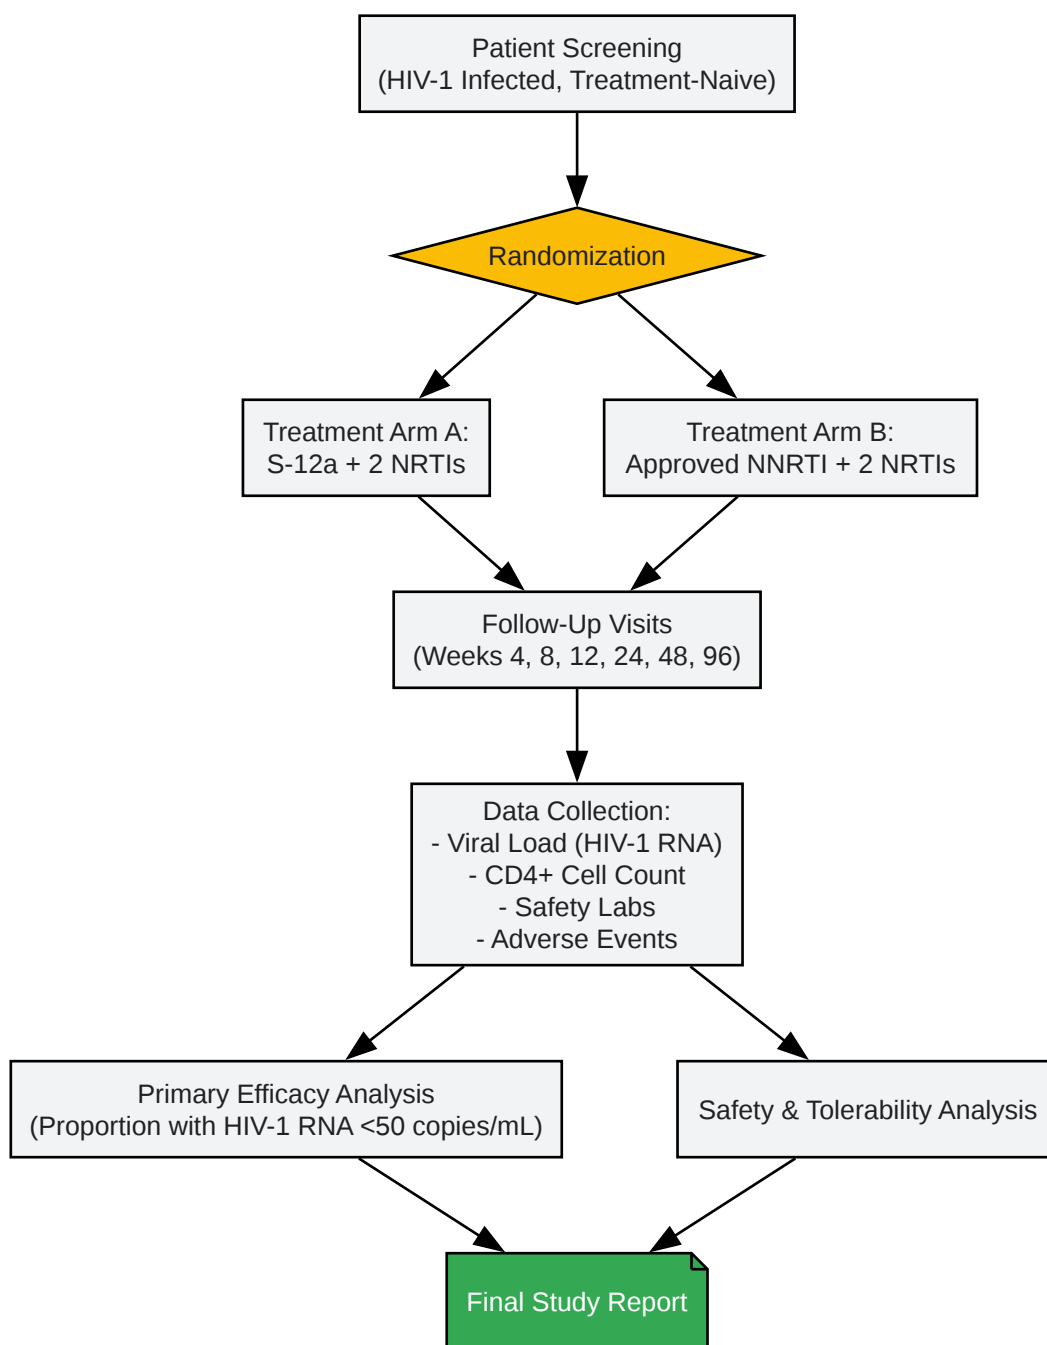 Patient Screening
(HIV-1 Infected, Treatment-Naive)
Randomization
Treatment Arm A:
S-12a + 2 NRTIs
Treatment Arm B:
Approved NNRTI + 2 NRTIs
Follow-Up Visits
(Weeks 4, 8, 12, 24, 48, 96)
Data Collection:
- Viral Load (HIV-1 RNA)
- CD4+ Cell Count
- Safety Labs
- Adverse Events
Primary Efficacy Analysis
(Proportion with HIV-1 RNA <50 copies/mL)
Safety & Tolerability Analysis
Final Study Report